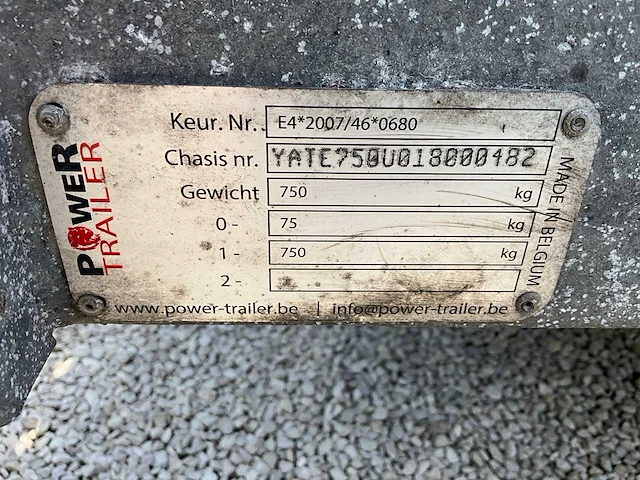 POWER
TRAILER
Keur. Nr. E4*2007/46*0680
Chasis nr. YATE750U018000482
Gewicht 750 kg
0 - 75 kg
1 - 750 kg
2 -
www.power-trailer.be | info@power-trailer.be
MADE IN BELGIUM